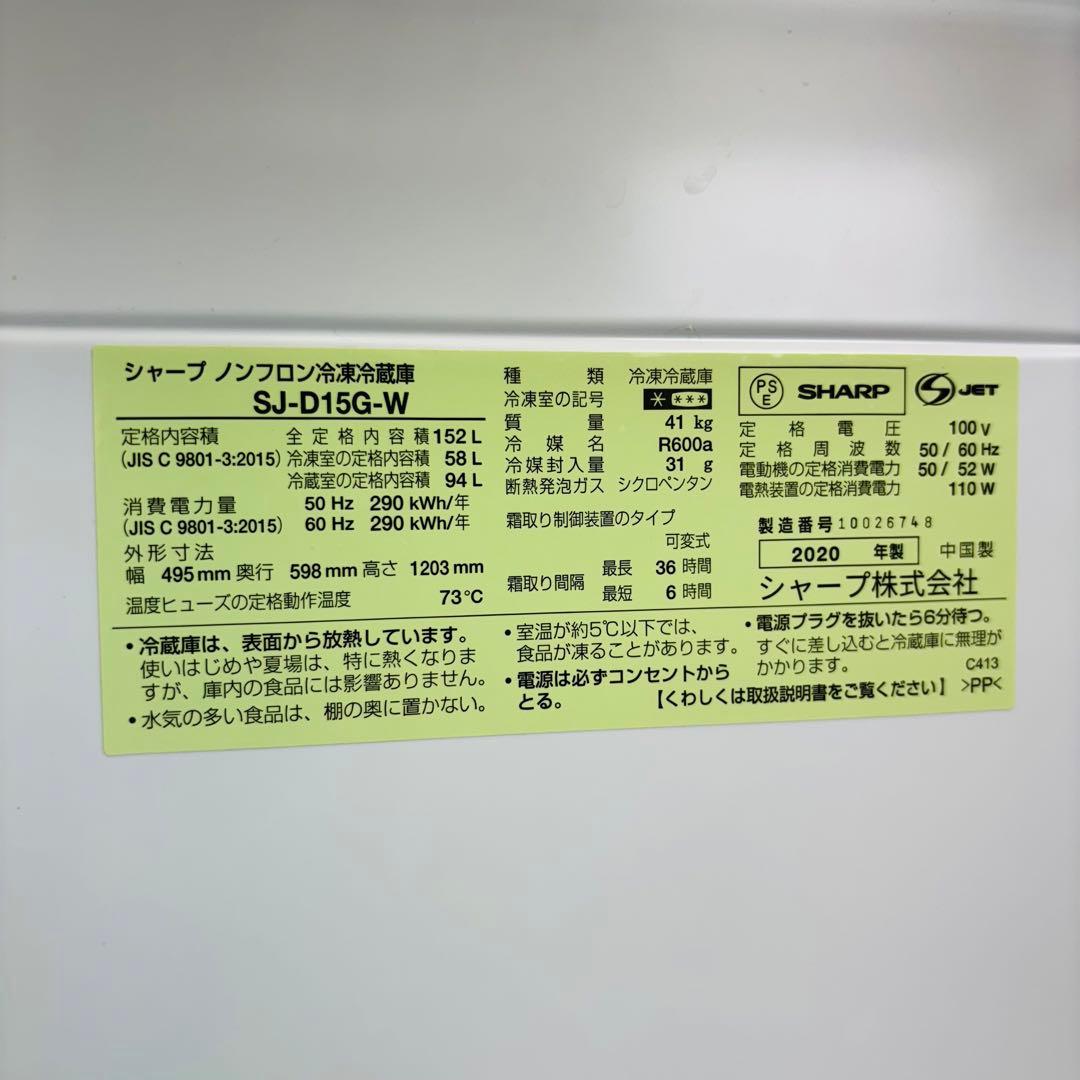 シャープ ノンフロン冷凍冷蔵庫
SJ-D15G-W
定格内容積 全定格内容積 152 L
(JIS C 9801-3:2015) 冷凍室の定格内容積 58 L
冷蔵室の定格内容積 94 L
消費電力量 50 Hz 290 kWh/年
(JIS C 9801-3:2015) 60 Hz 290 kWh/年
外形寸法
幅 495 mm 奥行 598 mm 高さ 1203 mm
温度ヒューズの定格動作温度 73℃
種類 冷凍冷蔵庫
冷凍室の記号 * ***
質量 41 kg
冷媒名 R600a
冷媒封入量 31 g
断熱発泡ガス シクロペンタン
霜取り制御装置のタイプ
可変式
霜取り間隔 最長 36 時間
最短 6 時間
PSE SHARP S JET
定格電圧 100 V
定格周波数 50 / 60 Hz
電動機の定格消費電力 50 / 52 W
電熱装置の定格消費電力 110 W
製造番号 10026748
2020 年製 中国製
シャープ株式会社
・冷蔵庫は、表面から放熱しています。
使いはじめや夏場は、特に熱くなりま
すが、庫内の食品には影響ありません。
・水気の多い食品は、棚の奥に置かない。
・室温が約5℃以下では、
食品が凍ることがあります。
・電源は必ずコンセントから
とる。
・電源プラグを抜いたら6分待つ。
すぐに差し込むと冷蔵庫に無理が
かかります。 C413
【くわしくは取扱説明書をご覧ください】 >PP<